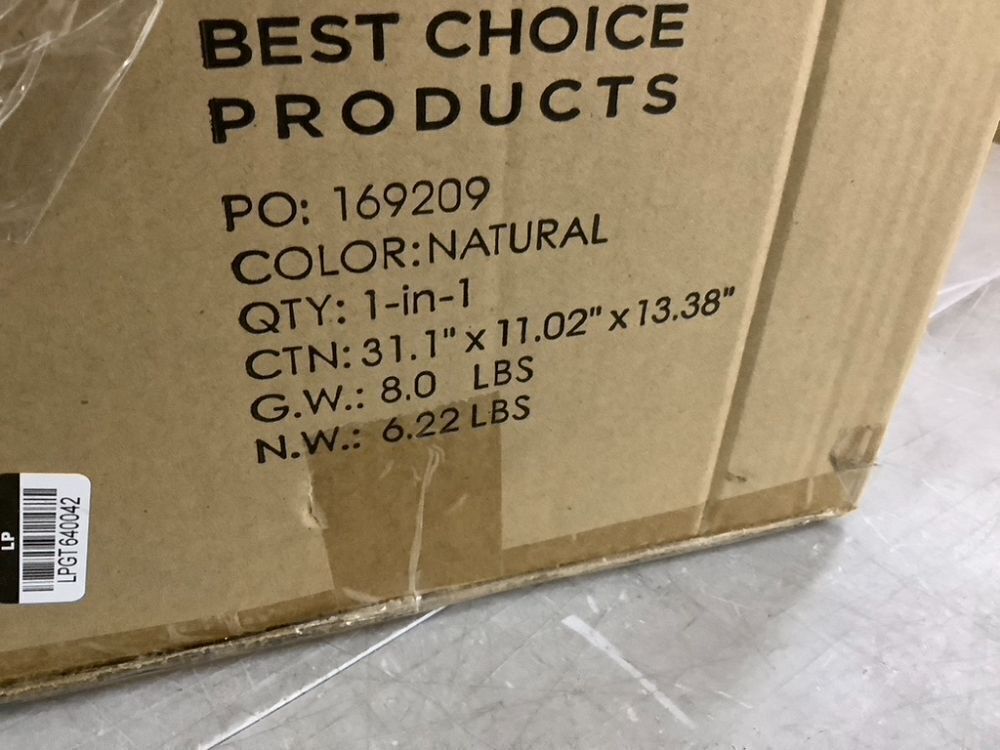 BEST CHOICE
PRODUCTS
PO: 169209
COLOR:NATURAL
QTY: 1-in-1
CTN: 31.1" x 11.02" x 13.38"
G.W.: 8.0 LBS
N.W.: 6.22 LBS
LP
LPGT640042